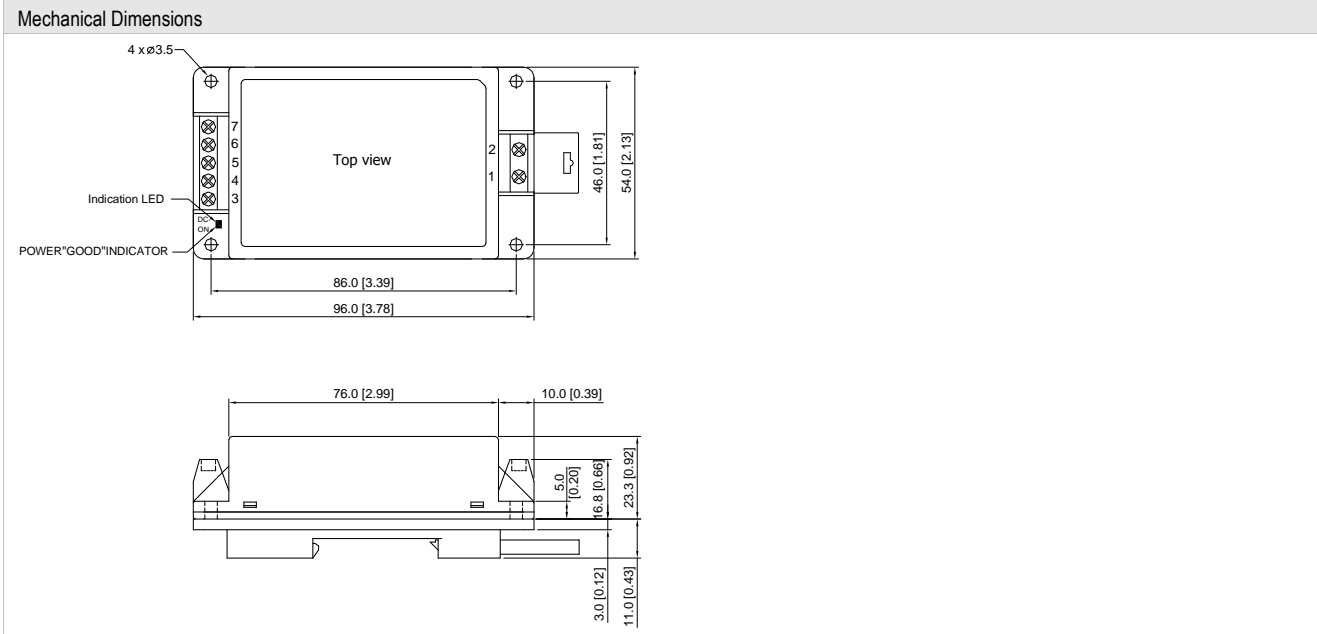 Mechanical Dimensions
4 x ø3.5
7
6
5
4
3
Top view
2
1
Indication LED
DC
ON
POWER"GOOD"INDICATOR
46.0 [1.81]
54.0 [2.13]
86.0 [3.39]
96.0 [3.78]
76.0 [2.99]
10.0 [0.39]
5.0
[0.20]
16.8 [0.66]
23.3 [0.92]
3.0 [0.12]
11.0 [0.43]